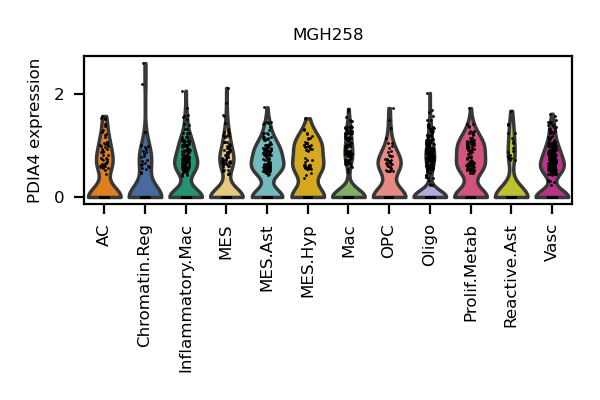 MGH258
PDIA4 expression
2
0
AC
Chromatin.Reg
Inflammatory.Mac
MES
MES.Ast
MES.Hyp
Mac
OPC
Oligo
Prolif.Metab
Reactive.Ast
Vasc